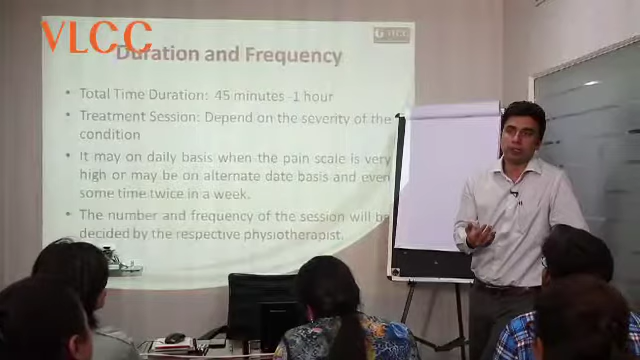 VLCC
Duration and Frequency
• Total Time Duration: 45 minutes -1 hour
• Treatment Session: Depend on the severity of the
condition
• It may on daily basis when the pain scale is very
high or may be on alternate date basis and even
some time twice in a week.
• The number and frequency of the session will be
decided by the respective physiotherapist.